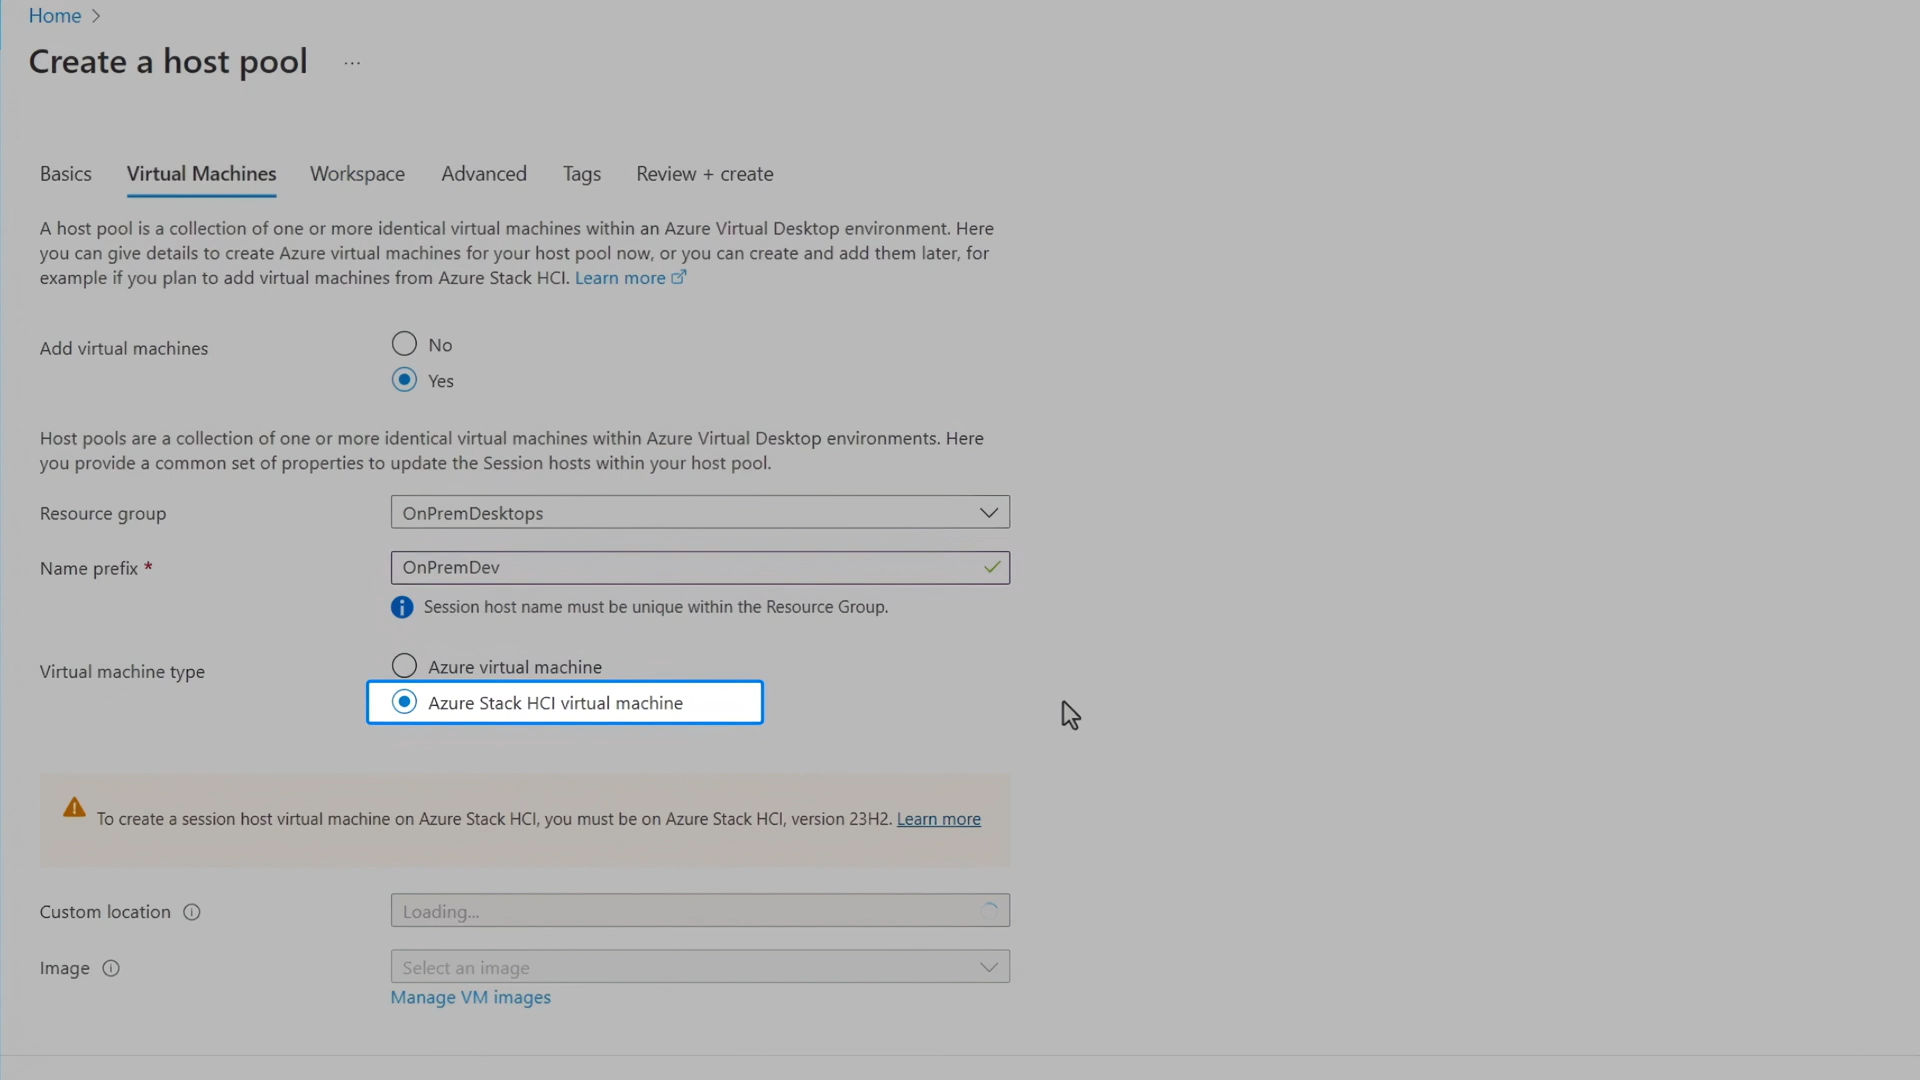 Home
Create a host pool ...
Basics Virtual Machines Workspace Advanced Tags Review + create
A host pool is a collection of one or more identical virtual machines within an Azure Virtual Desktop environment. Here
you can give details to create Azure virtual machines for your host pool now, or you can create and add them later, for
example if you plan to add virtual machines from Azure Stack HCI. Learn more
Add virtual machines No
Yes
Host pools are a collection of one or more identical virtual machines within Azure Virtual Desktop environments. Here
you provide a common set of properties to update the Session hosts within your host pool.
Resource group OnPremDesktops
Name prefix * OnPremDev
Session host name must be unique within the Resource Group.
Virtual machine type Azure virtual machine
Azure Stack HCI virtual machine
To create a session host virtual machine on Azure Stack HCI, you must be on Azure Stack HCI, version 23H2. Learn more
Custom location Loading...
Image Select an image
Manage VM images